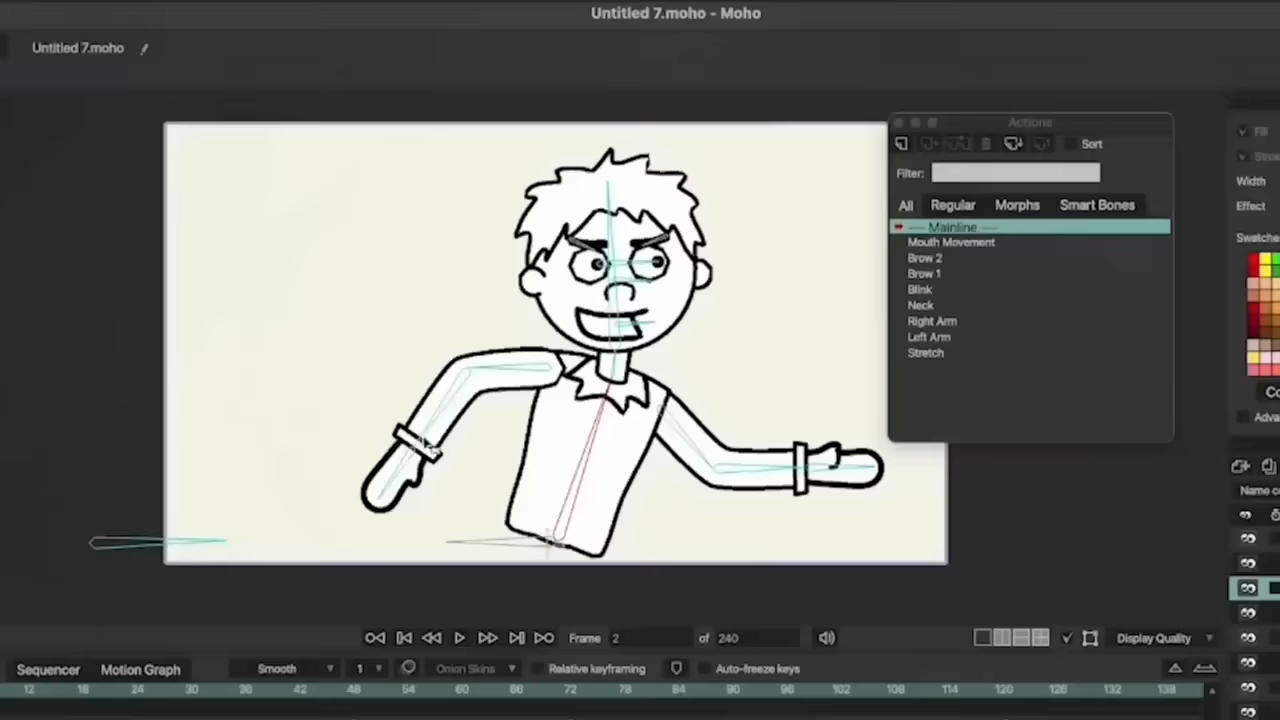 Untitled 7.moho - Moho
Untitled 7.moho
Actions
Sort
Filter:
All Regular Morphs Smart Bones
--- Mainline ---
Mouth Movement
Brow 2
Brow 1
Blink
Neck
Right Arm
Left Arm
Stretch
Fill
Width
Effect
Swatches
Name
Frame 2 of 240 Display Quality
Sequencer Motion Graph Smooth 1 Onion Skins Relative keyframing Auto-freeze keys
12 18 24 30 36 42 48 54 60 66 72 78 84 90 96 102 108 114 120 126 132 138